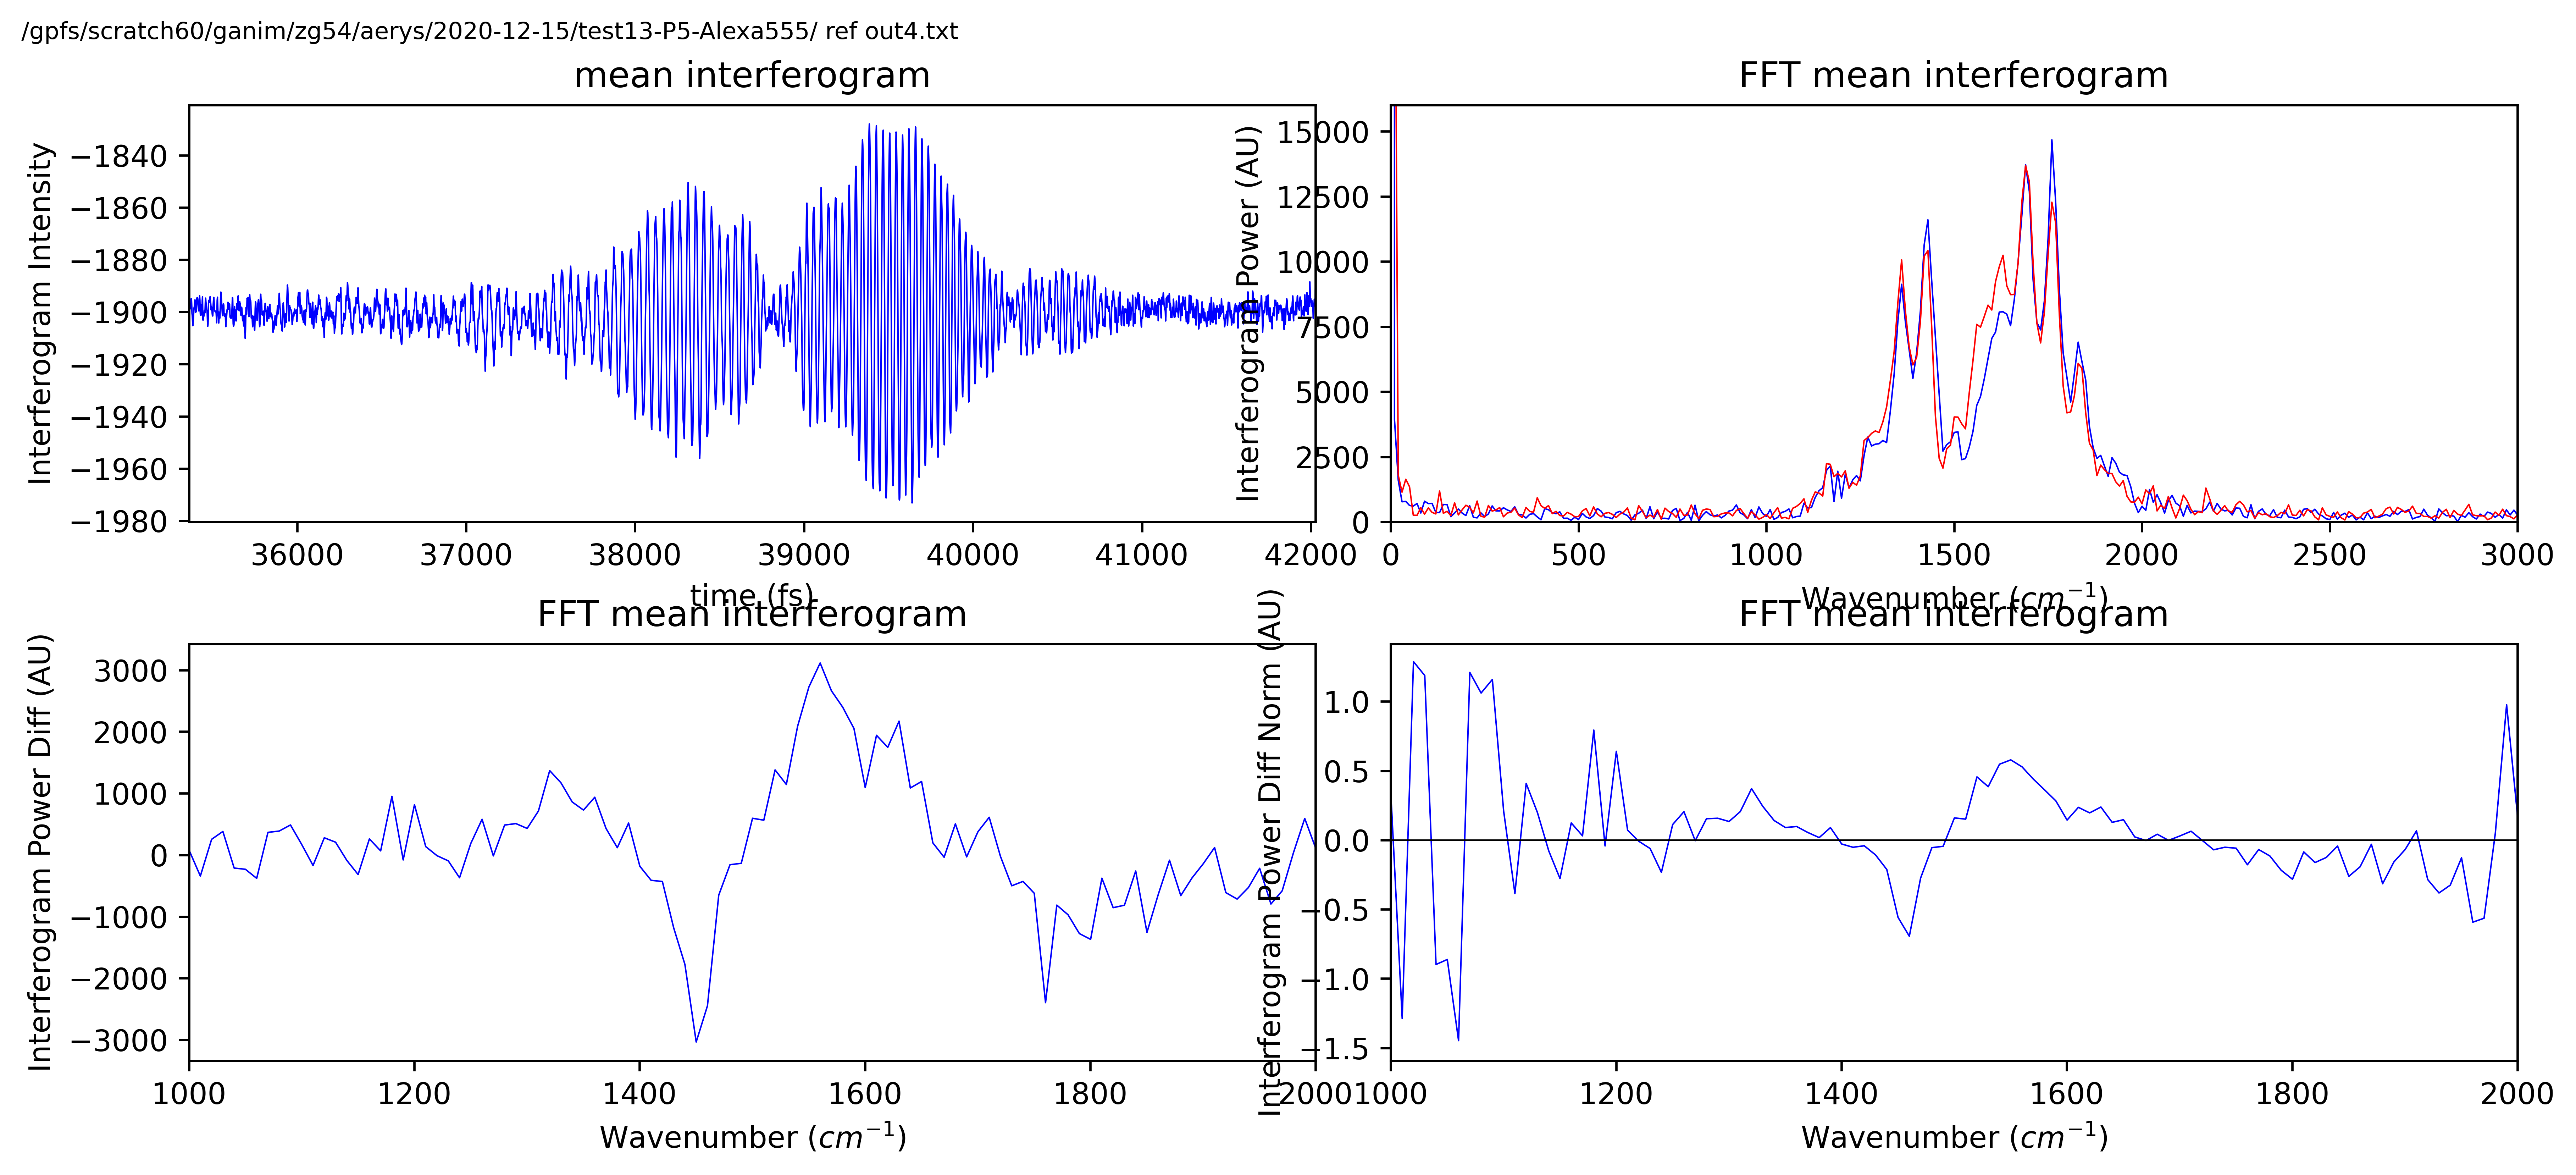 /gpfs/scratch60/ganim/zg54/aerys/2020-12-15/test13-P5-Alexa555/ ref out4.txt
mean interferogram
Interferogram Intensity
−1840
−1860
−1880
−1900
−1920
−1940
−1960
−1980
36000 37000 38000 39000 40000 41000 42000
time (fs)
FFT mean interferogram
Interferogram Power (AU)
15000
12500
10000
7500
5000
2500
0
0 500 1000 1500 2000 2500 3000
Wavenumber (cm⁻¹)
FFT mean interferogram
Interferogram Power Diff (AU)
3000
2000
1000
0
−1000
−2000
−3000
1000 1200 1400 1600 1800 2000
Wavenumber (cm⁻¹)
FFT mean interferogram
Interferogram Power Diff Norm (AU)
1.0
0.5
0.0
−0.5
−1.0
−1.5
1000 1200 1400 1600 1800 2000
Wavenumber (cm⁻¹)